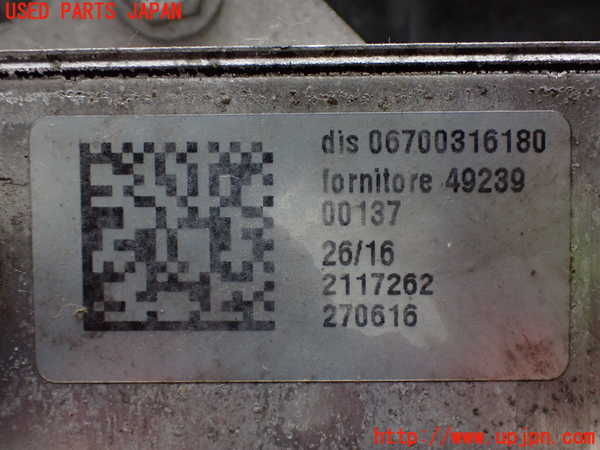 USED PARTS JAPAN
dis 06700316180
fornitore 49239
00137
26/16
2117262
270616
http://www.upjpn.com/